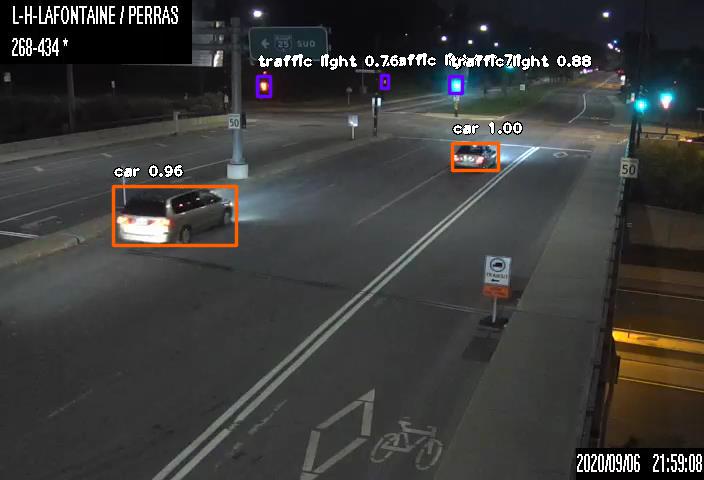 L-H-LAFONTAINE / PERRAS
268-434 *
25 SUD
traffic light 0.76
traffic light 0.88
50
car 1.00
car 0.96
50
TRANSIT
2020/09/06 21:59:08